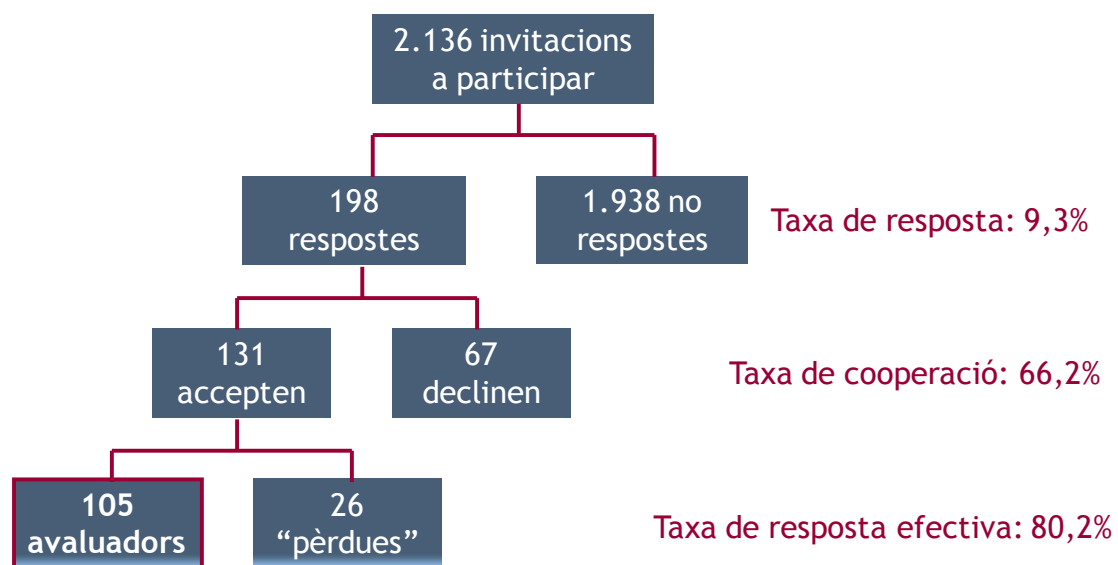 2.136 invitacions
a participar
198
respostes
1.938 no
respostes
Taxa de resposta: 9,3%
131
accepten
67
declinen
Taxa de cooperació: 66,2%
105
avaluadors
26
“pèrdues”
Taxa de resposta efectiva: 80,2%